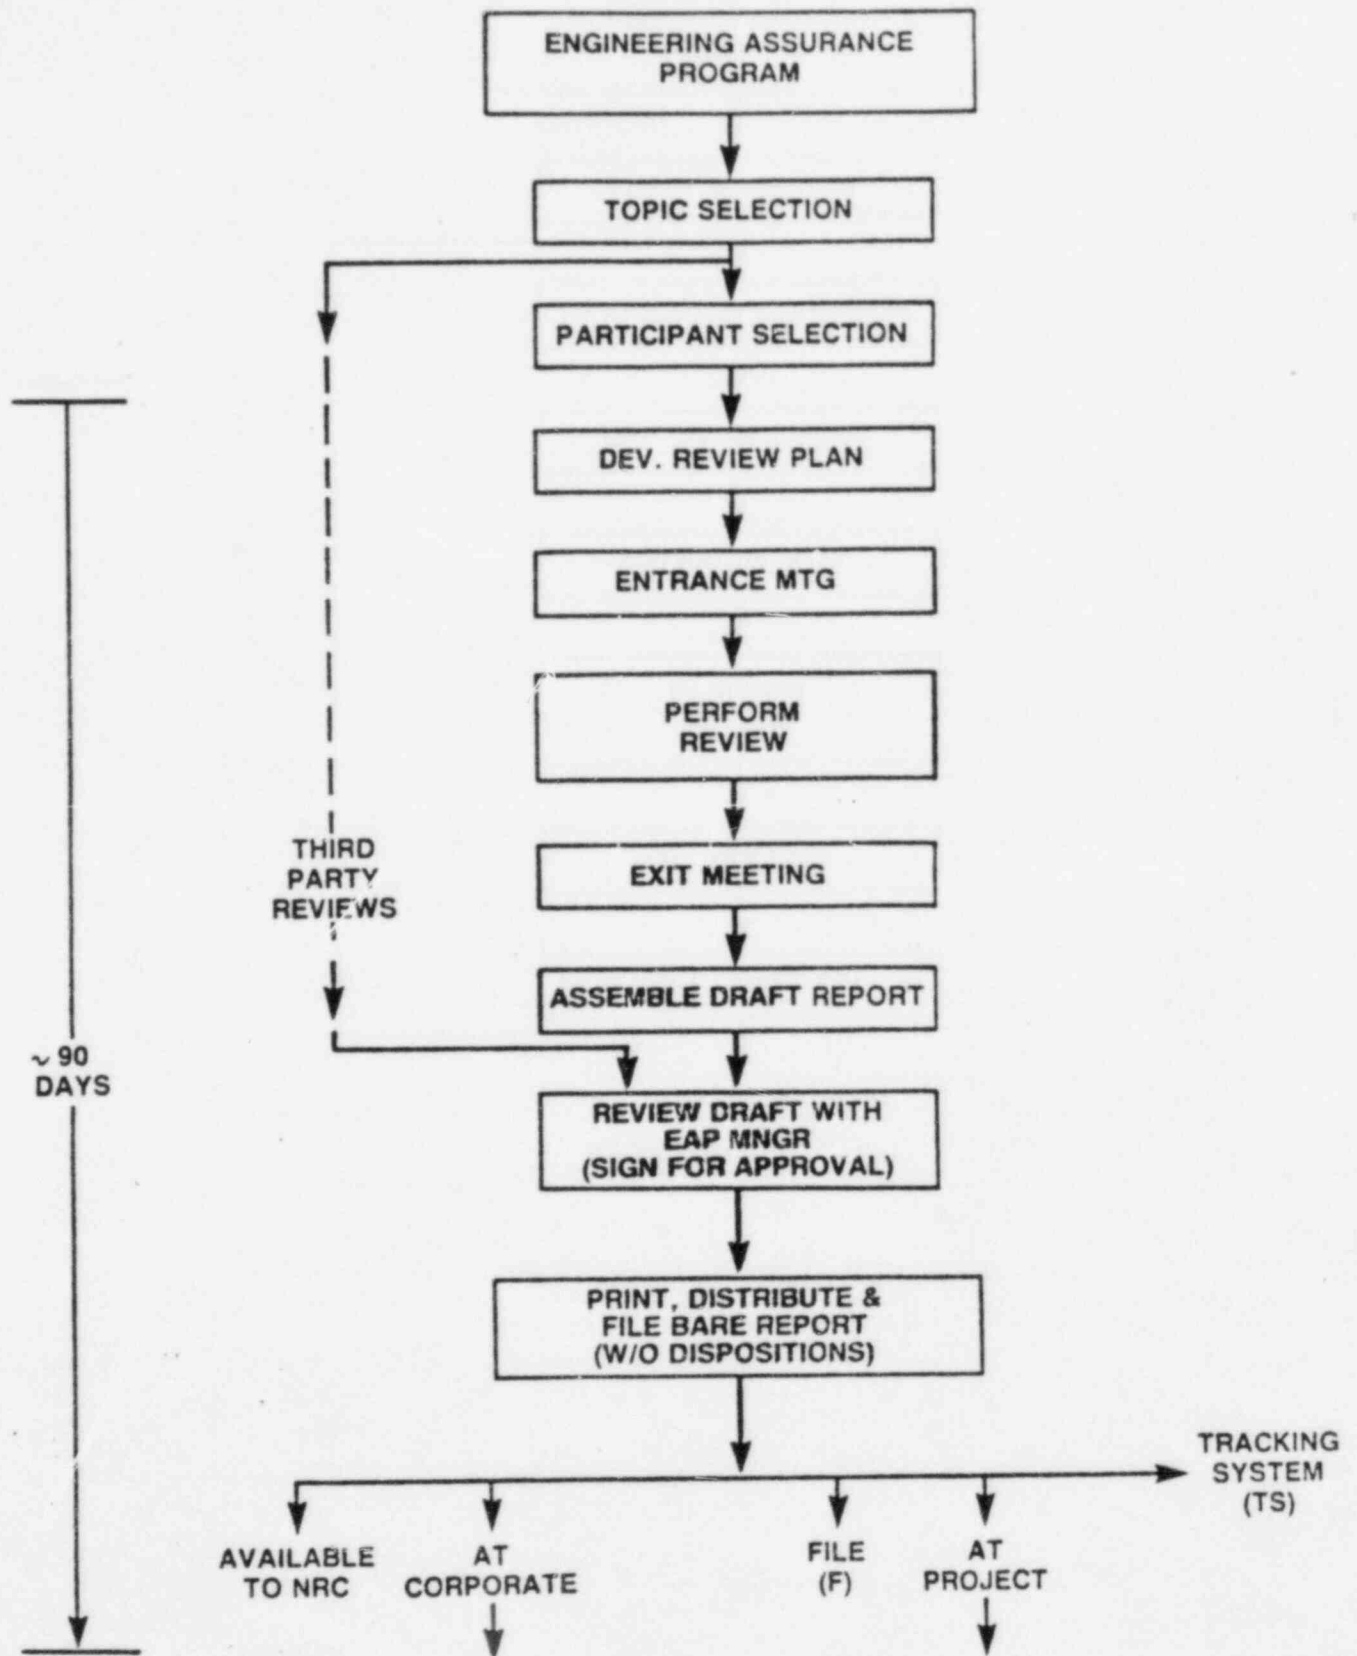 ENGINEERING ASSURANCE
PROGRAM
TOPIC SELECTION
PARTICIPANT SELECTION
DEV. REVIEW PLAN
ENTRANCE MTG
PERFORM
REVIEW
THIRD
PARTY
REVIEWS
EXIT MEETING
ASSEMBLE DRAFT REPORT
~ 90
DAYS
REVIEW DRAFT WITH
EAP MNGR
(SIGN FOR APPROVAL)
PRINT, DISTRIBUTE &
FILE BARE REPORT
(W/O DISPOSITIONS)
TRACKING
SYSTEM
(TS)
AVAILABLE
TO NRC
AT
CORPORATE
FILE
(F)
AT
PROJECT